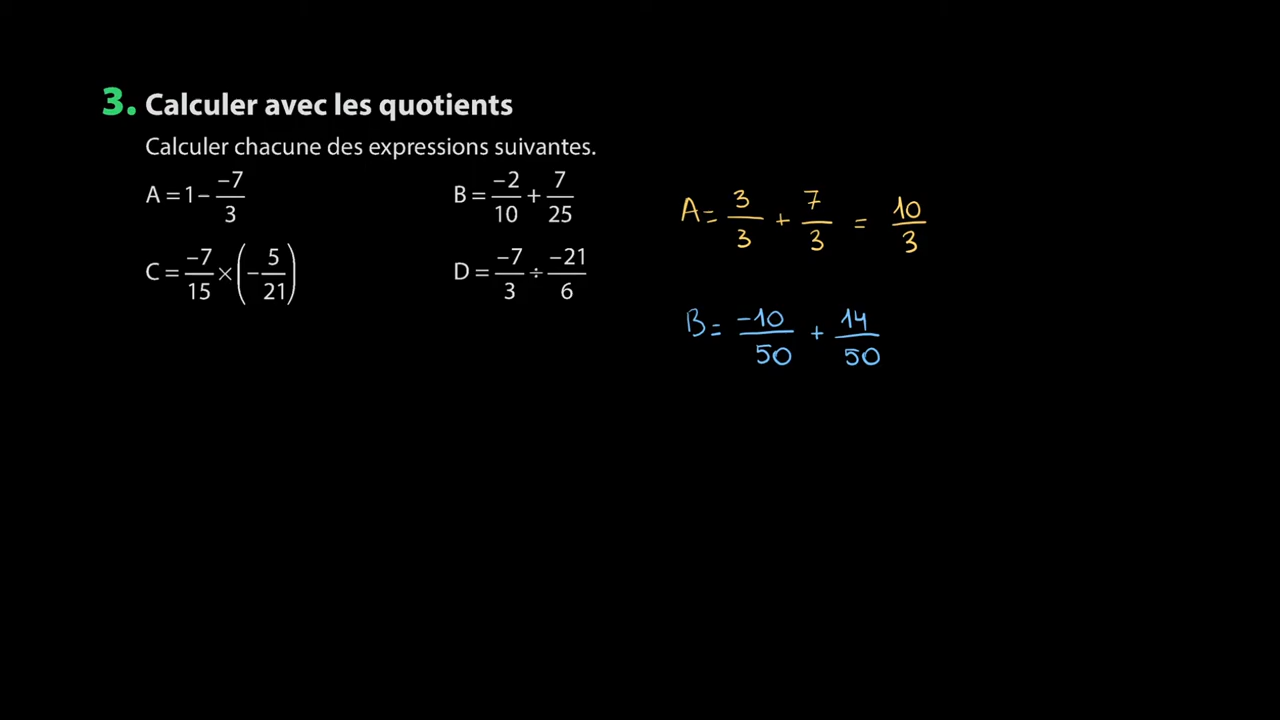 3. Calculer avec les quotients
Calculer chacune des expressions suivantes.
A = 1 – –7/3
B = –2/10 + 7/25
C = –7/15 × (– 5/21)
D = –7/3 ÷ –21/6
A = 3/3 + 7/3 = 10/3
B = –10/50 + 14/50